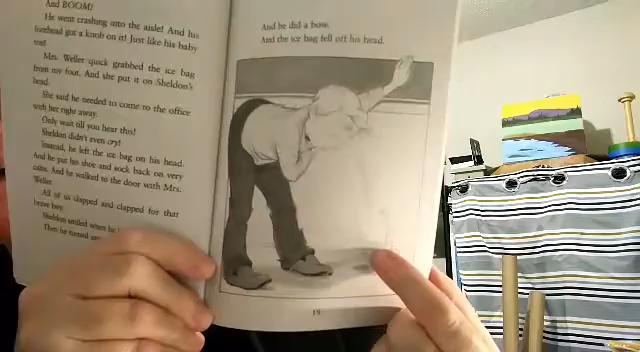 And BOOM!
He went crashing into the aisle! And his
forehead got a knob on it! Just like his baby
toe!
Mrs. Weller quick grabbed the ice bag
from my foot. And she put it on Sheldon's
head.
She said he needed to come to the office
with her right away.
Only wait till you hear this!
Sheldon didn't even cry!
Instead, he left the ice bag on his head.
And he put his shoe and sock back on very
calm. And he walked to the door with Mrs.
Weller.
All of us clapped and clapped for that
brave boy.
Sheldon smiled when he
Then he turned
And he did a bow.
And the ice bag fell off his head.
19